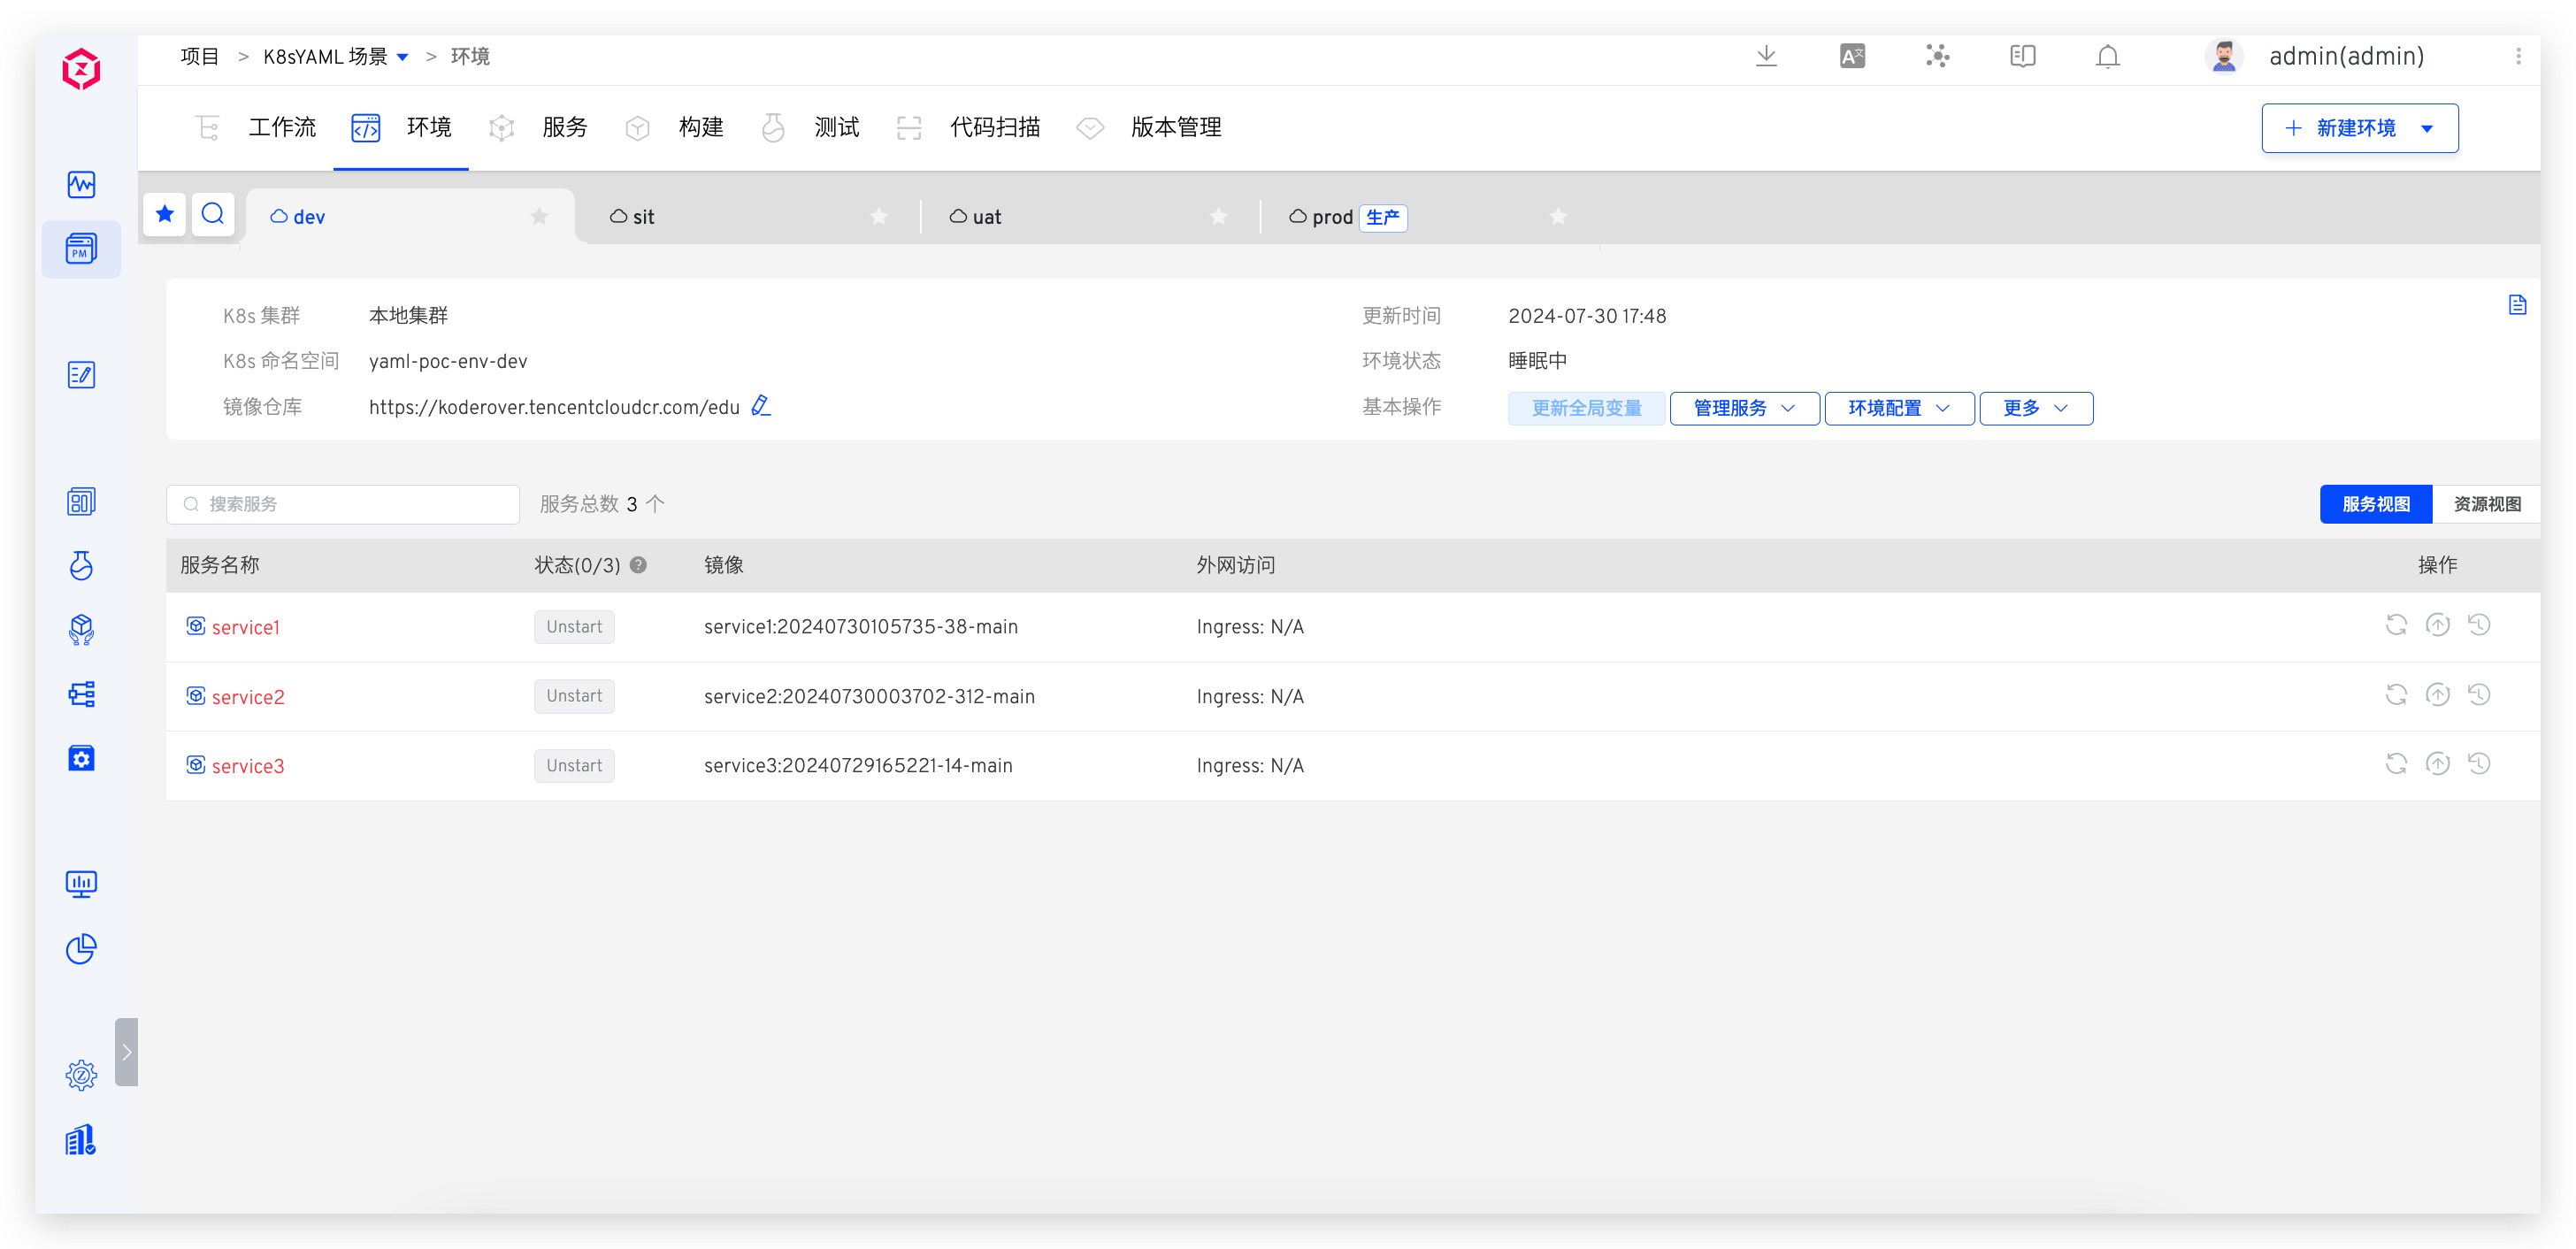 项目 > K8sYAML 场景 > 环境
admin(admin)
工作流 环境 服务 构建 测试 代码扫描 版本管理
新建环境
PM
dev sit uat prod 生产
K8s 集群 本地集群 更新时间 2024-07-30 17:48
K8s 命名空间 yaml-poc-env-dev 环境状态 睡眠中
镜像仓库 https://koderover.tencentcloudcr.com/edu 基本操作 更新全局变量 管理服务 环境配置 更多
搜索服务 服务总数 3 个 服务视图 资源视图
服务名称 状态(0/3) 镜像 外网访问 操作
service1 Unstart service1:20240730105735-38-main Ingress: N/A
service2 Unstart service2:20240730003702-312-main Ingress: N/A
service3 Unstart service3:20240729165221-14-main Ingress: N/A